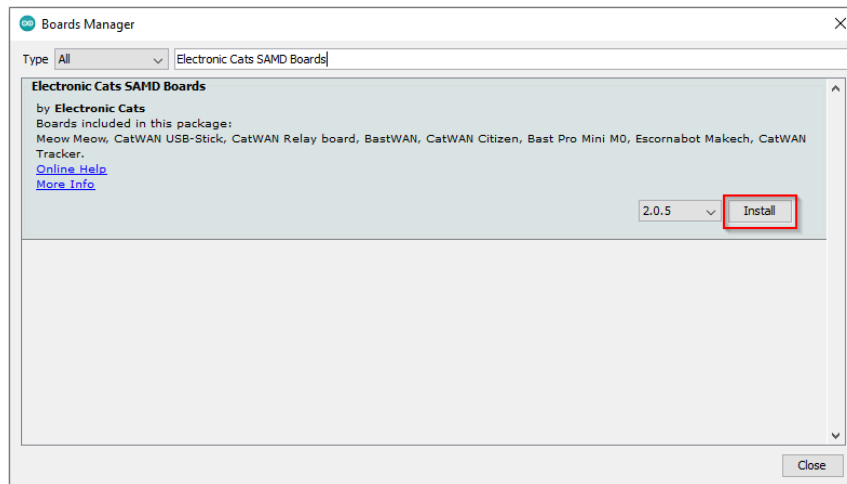 Boards Manager
Type All Electronic Cats SAMD Boards
Electronic Cats SAMD Boards
by Electronic Cats
Boards included in this package:
Meow Meow, CatWAN USB-Stick, CatWAN Relay board, BastWAN, CatWAN Citizen, Bast Pro Mini M0, Escornabot Makech, CatWAN
Tracker.
Online Help
More Info
2.0.5 Install
Close